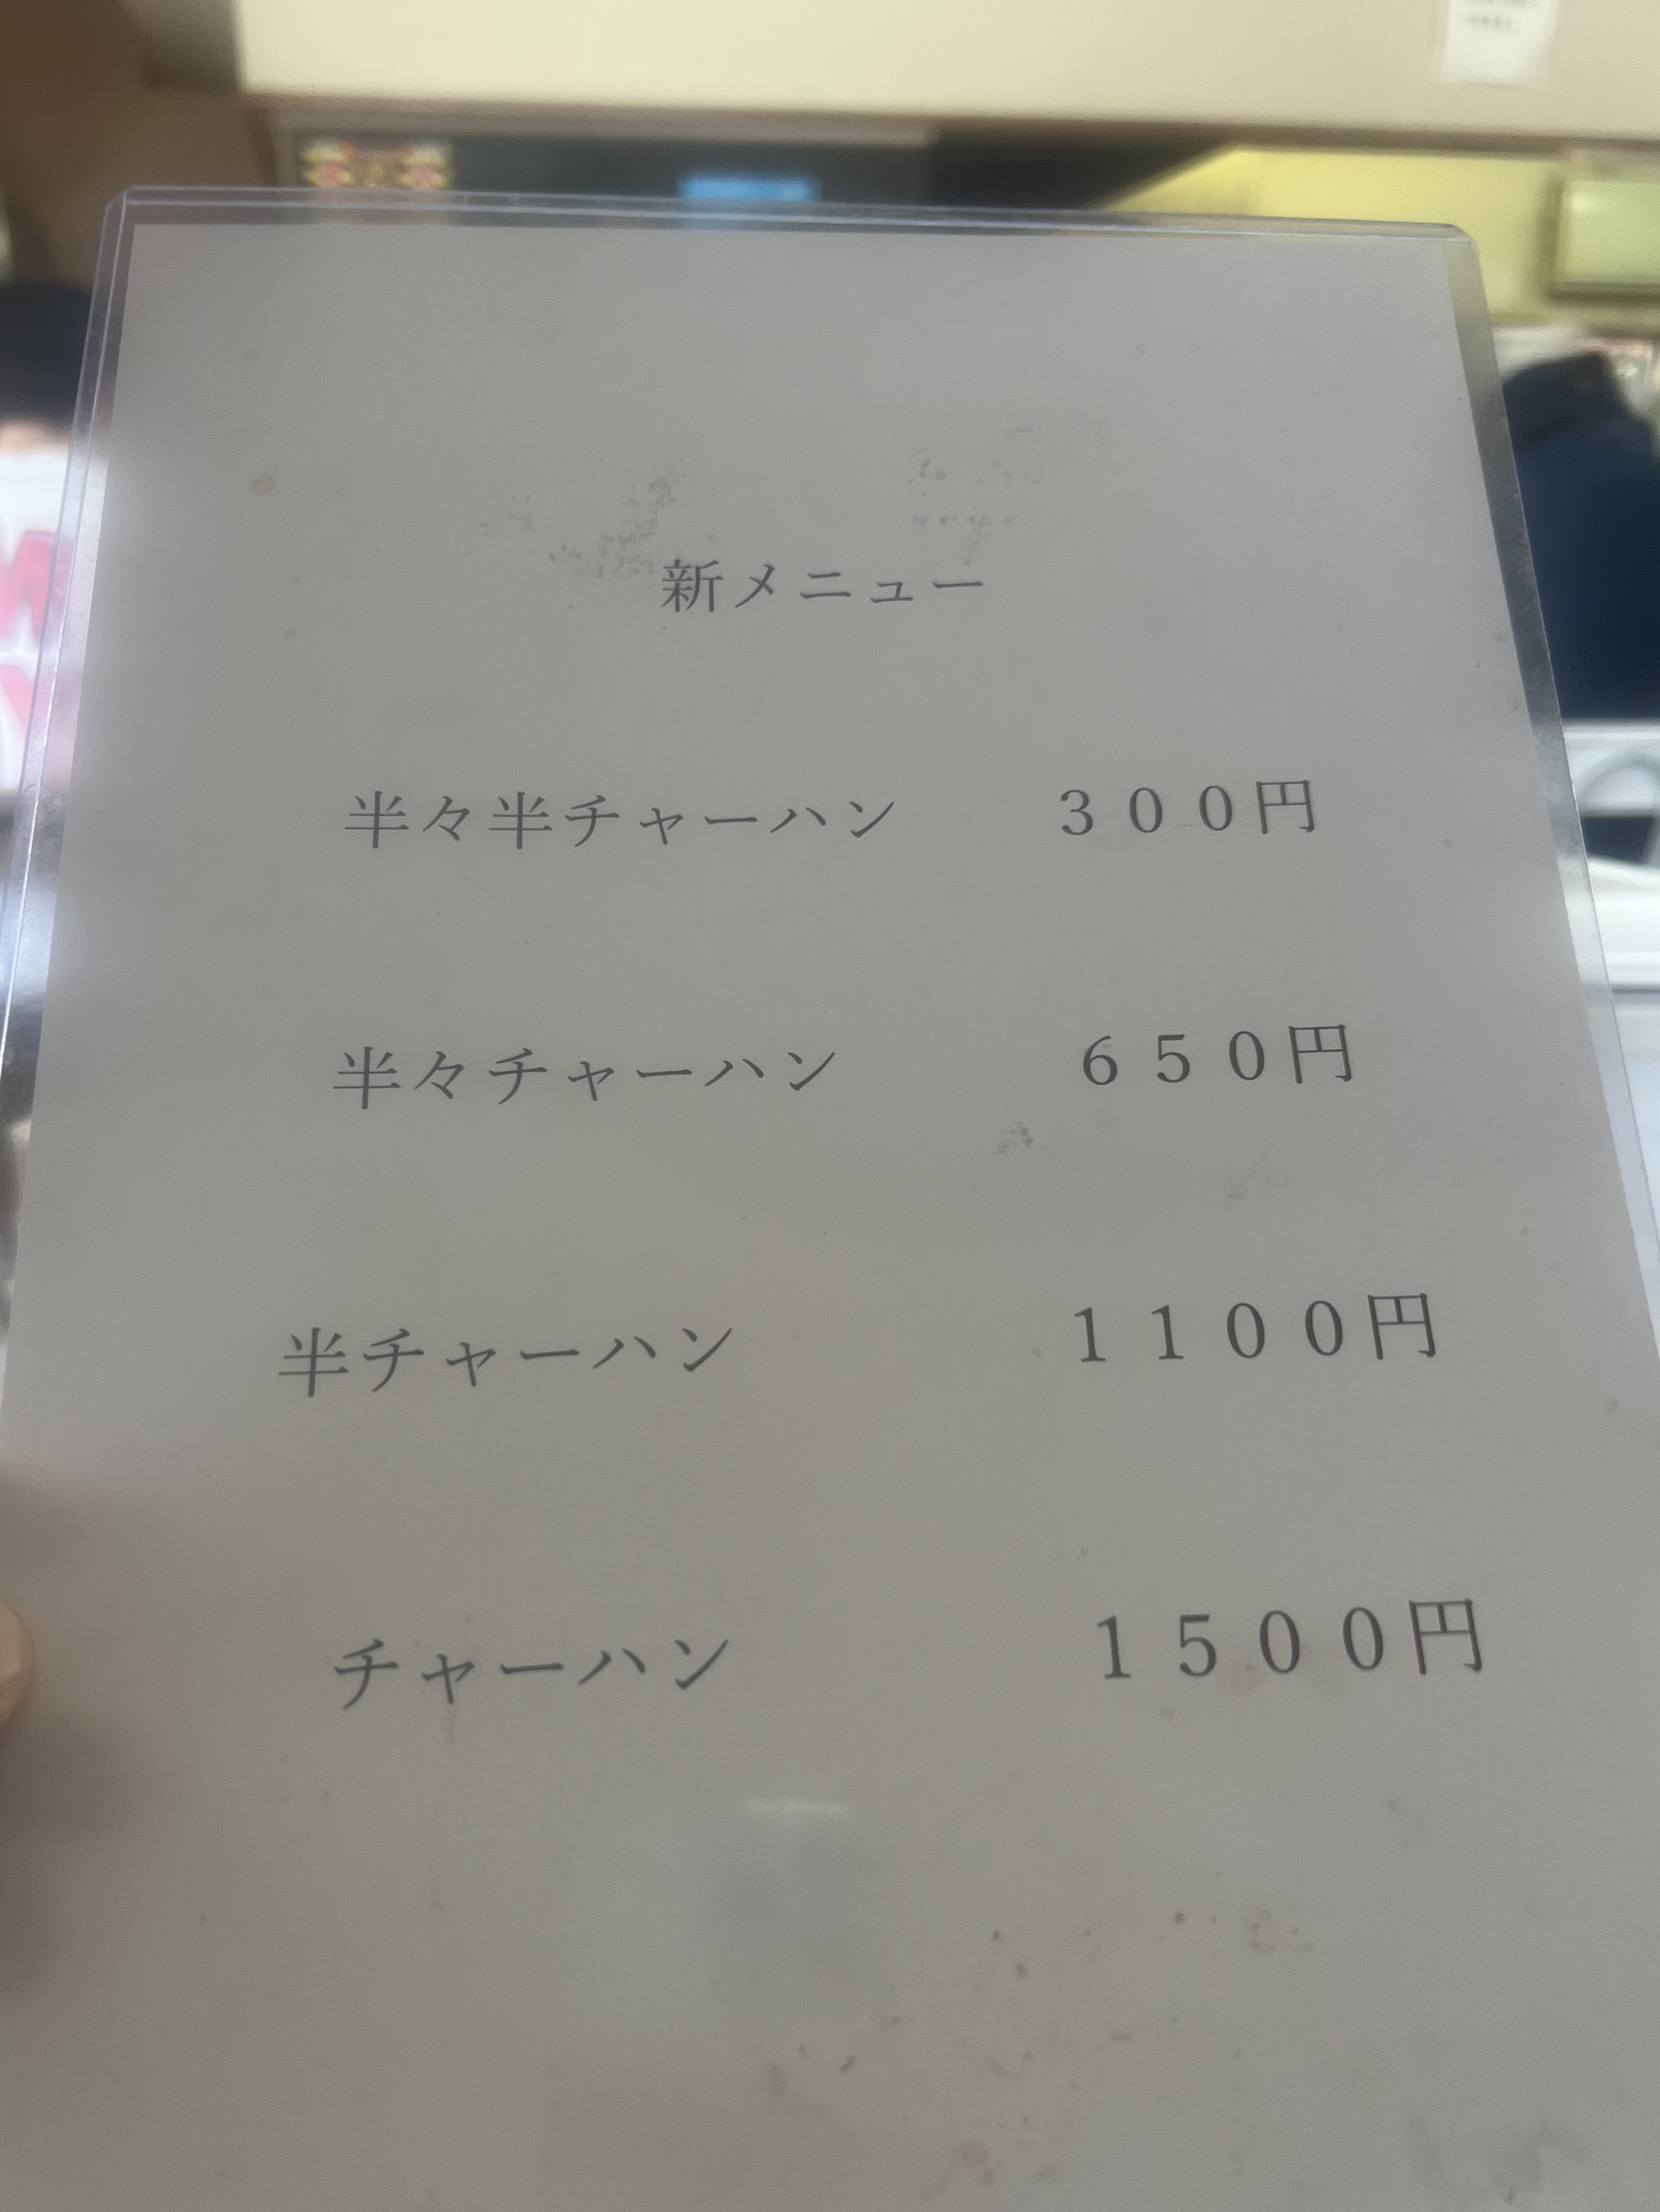 新メニュー
半々半チャーハン　３００円
半々チャーハン　６５０円
半チャーハン　１１００円
チャーハン　１５００円